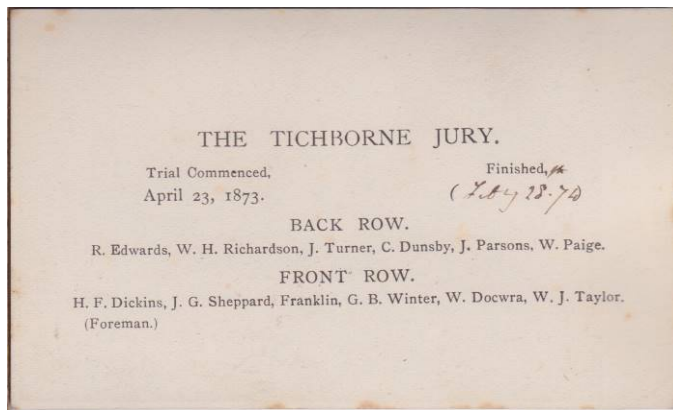 THE TICHBORNE JURY.
Trial Commenced, Finished,
April 23, 1873. (Feby 28.74)
BACK ROW.
R. Edwards, W. H. Richardson, J. Turner, C. Dunsby, J. Parsons, W. Paige.
FRONT ROW.
H. F. Dickins, J. G. Sheppard, Franklin, G. B. Winter, W. Docwra, W. J. Taylor.
(Foreman.)